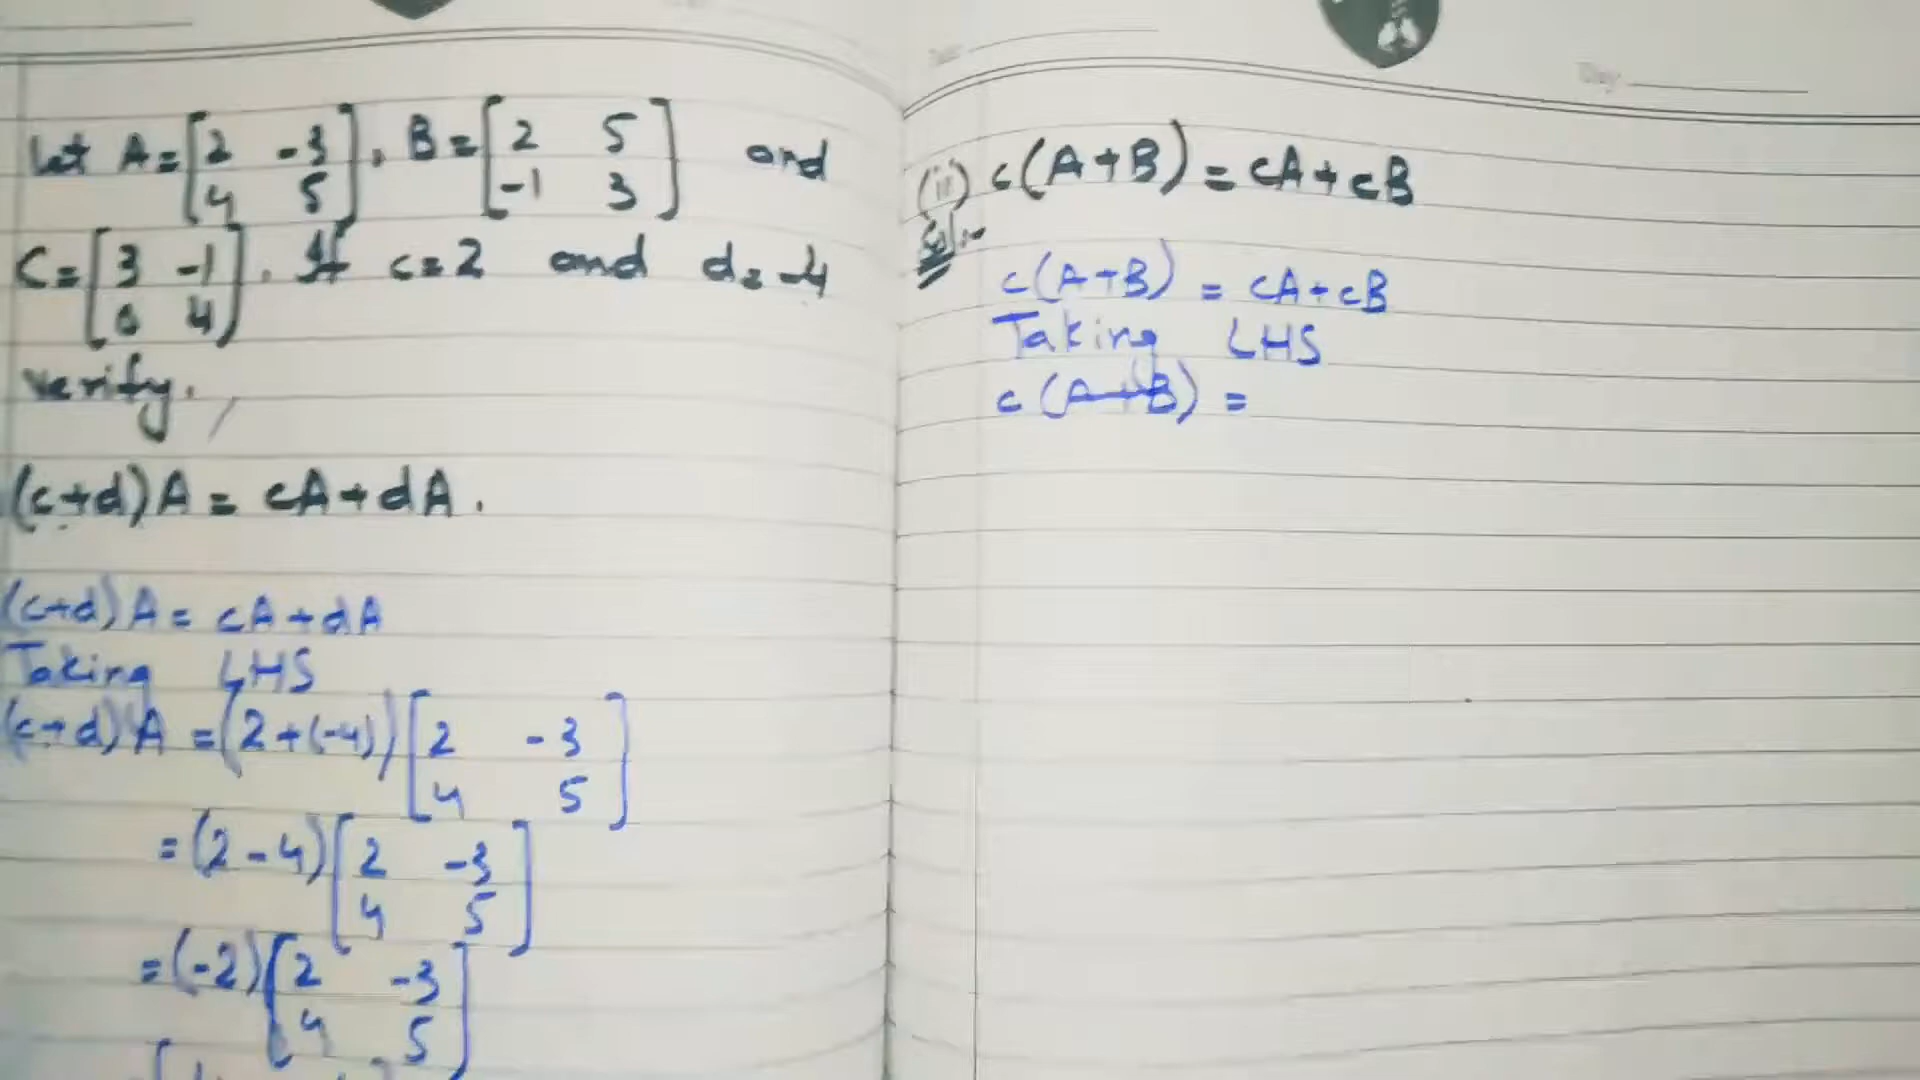 Let A=[2 -3
4 5], B=[2 5
-1 3] and
C=[3 -1
0 4]. If c=2 and d=-4
verify.
(c+d)A = cA+dA.
(c+d)A = cA+dA
Taking LHS
(c+d)A =(2+(-4))[2 -3
4 5]
=(2-4)[2 -3
4 5]
=(-2)[2 -3
4 5]
Day
(ii) c(A+B) = cA+cB
Sol:-
c(A+B) = cA+cB
Taking LHS
c(A+B) =